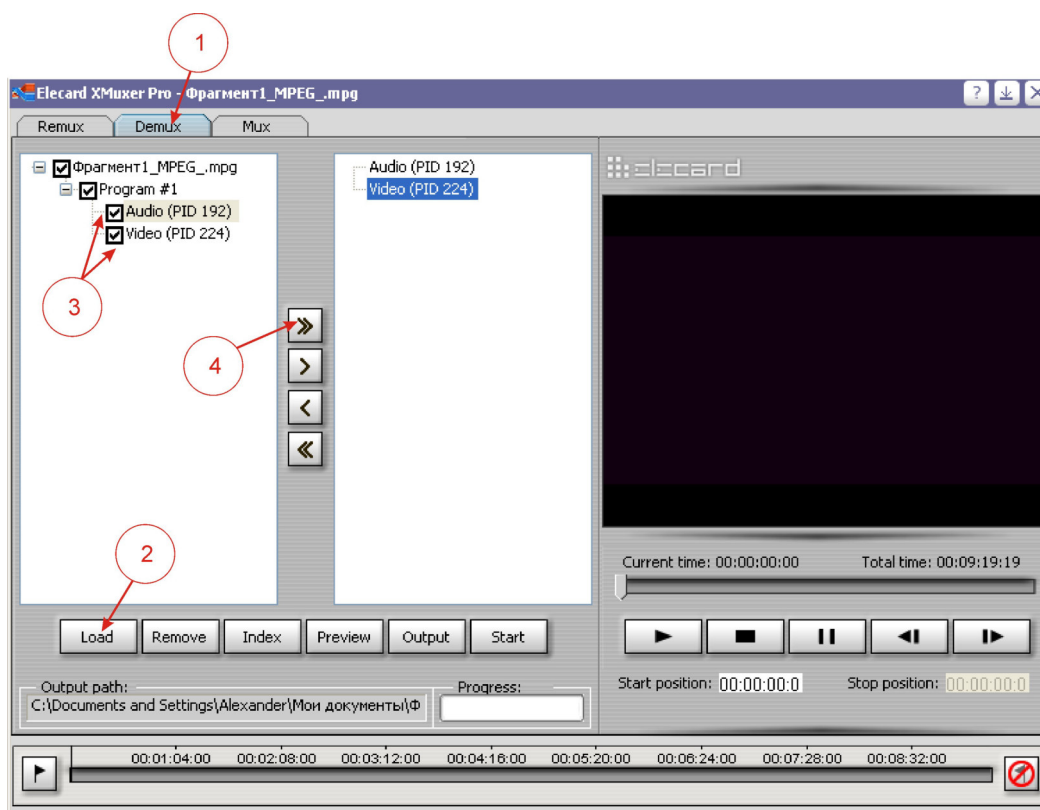 1
Elecard XMuxer Pro - Фрагмент1_MPEG_.mpg
Remux Demux Mux
Фрагмент1_MPEG_.mpg
Program #1
Audio (PID 192)
Video (PID 224)
3
Audio (PID 192)
Video (PID 224)
4
2
elecard
Current time: 00:00:00:00 Total time: 00:09:19:19
Load Remove Index Preview Output Start
Start position: 00:00:00:0 Stop position: 00:00:00:0
Output path:
C:\Documents and Settings\Alexander\Мои документы\Ф
Progress:
00:01:04:00 00:02:08:00 00:03:12:00 00:04:16:00 00:05:20:00 00:06:24:00 00:07:28:00 00:08:32:00